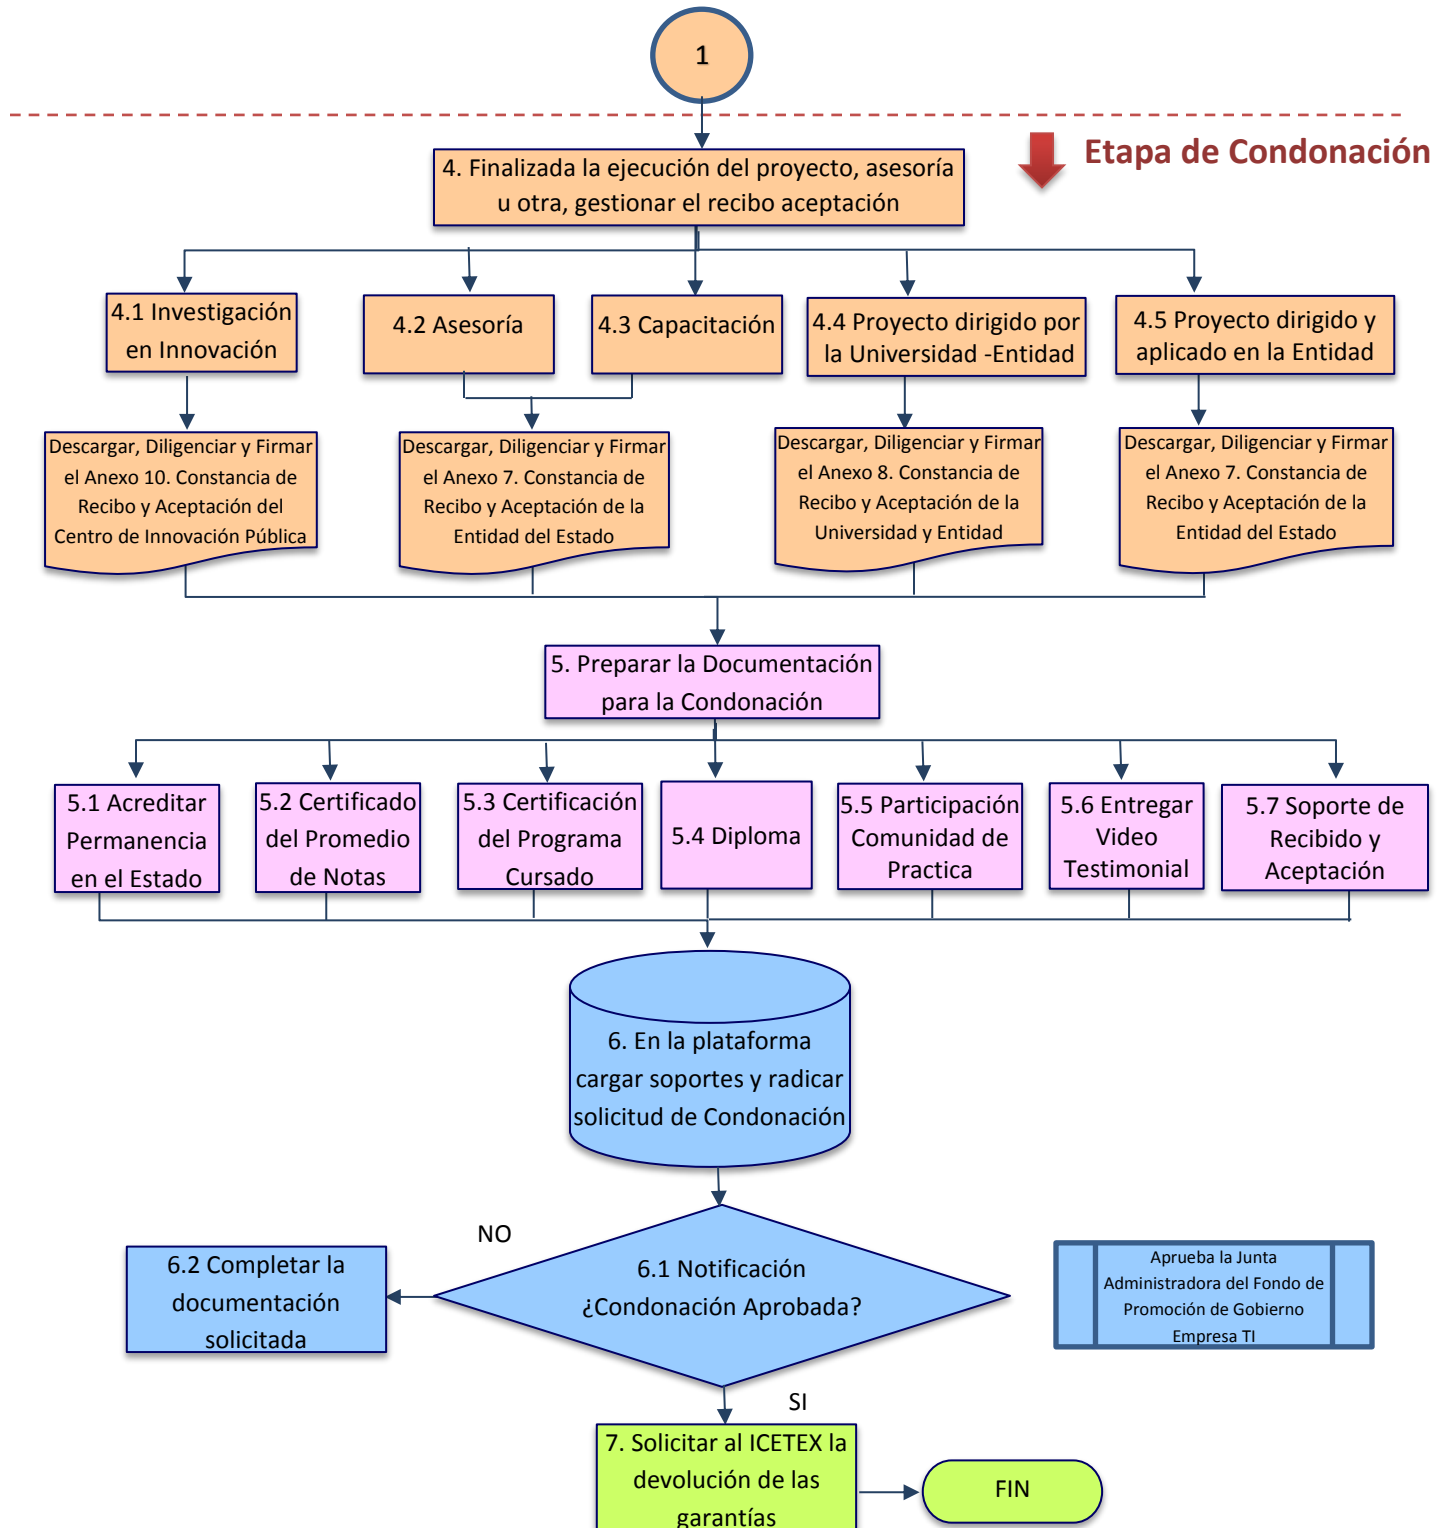 1
Etapa de Condonación
4. Finalizada la ejecución del proyecto, asesoría
u otra, gestionar el recibo aceptación
4.1 Investigación
en Innovación
4.2 Asesoría
4.3 Capacitación
4.4 Proyecto dirigido por
la Universidad -Entidad
4.5 Proyecto dirigido y
aplicado en la Entidad
Descargar, Diligenciar y Firmar
el Anexo 10. Constancia de
Recibo y Aceptación del
Centro de Innovación Pública
Descargar, Diligenciar y Firmar
el Anexo 7. Constancia de
Recibo y Aceptación de la
Entidad del Estado
Descargar, Diligenciar y Firmar
el Anexo 8. Constancia de
Recibo y Aceptación de la
Universidad y Entidad
Descargar, Diligenciar y Firmar
el Anexo 7. Constancia de
Recibo y Aceptación de la
Entidad del Estado
5. Preparar la Documentación
para la Condonación
5.1 Acreditar
Permanencia
en el Estado
5.2 Certificado
del Promedio
de Notas
5.3 Certificación
del Programa
Cursado
5.4 Diploma
5.5 Participación
Comunidad de
Practica
5.6 Entregar
Video
Testimonial
5.7 Soporte de
Recibido y
Aceptación
6. En la plataforma
cargar soportes y radicar
solicitud de Condonación
NO
6.1 Notificación
¿Condonación Aprobada?
6.2 Completar la
documentación
solicitada
Aprueba la Junta
Administradora del Fondo de
Promoción de Gobierno
Empresa TI
SI
7. Solicitar al ICETEX la
devolución de las
garantías
FIN